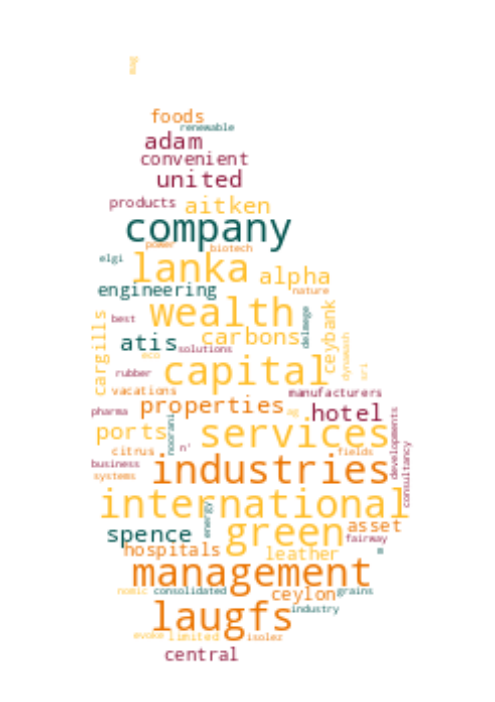 mag
foods
renewable
adam
convenient
united
products
aitken
company
power
biotech
elgi
lanka
alpha
engineering
nature
wealth
best
cargills
atis
carbons
delmege
ceybank
solutions
eco
dynawash
capital
sri
rubber
vacations
manufacturers
properties
pharma
ag
hotel
ports
noorani
services
developments
citrus
n'
fields
business
industries
systems
consultancy
international
energy
spence
green
asset
fairway
hospitals
leather
m
management
nomic
consolidated
ceylon
grains
laugfs
industry
evoke
limited
isolez
central